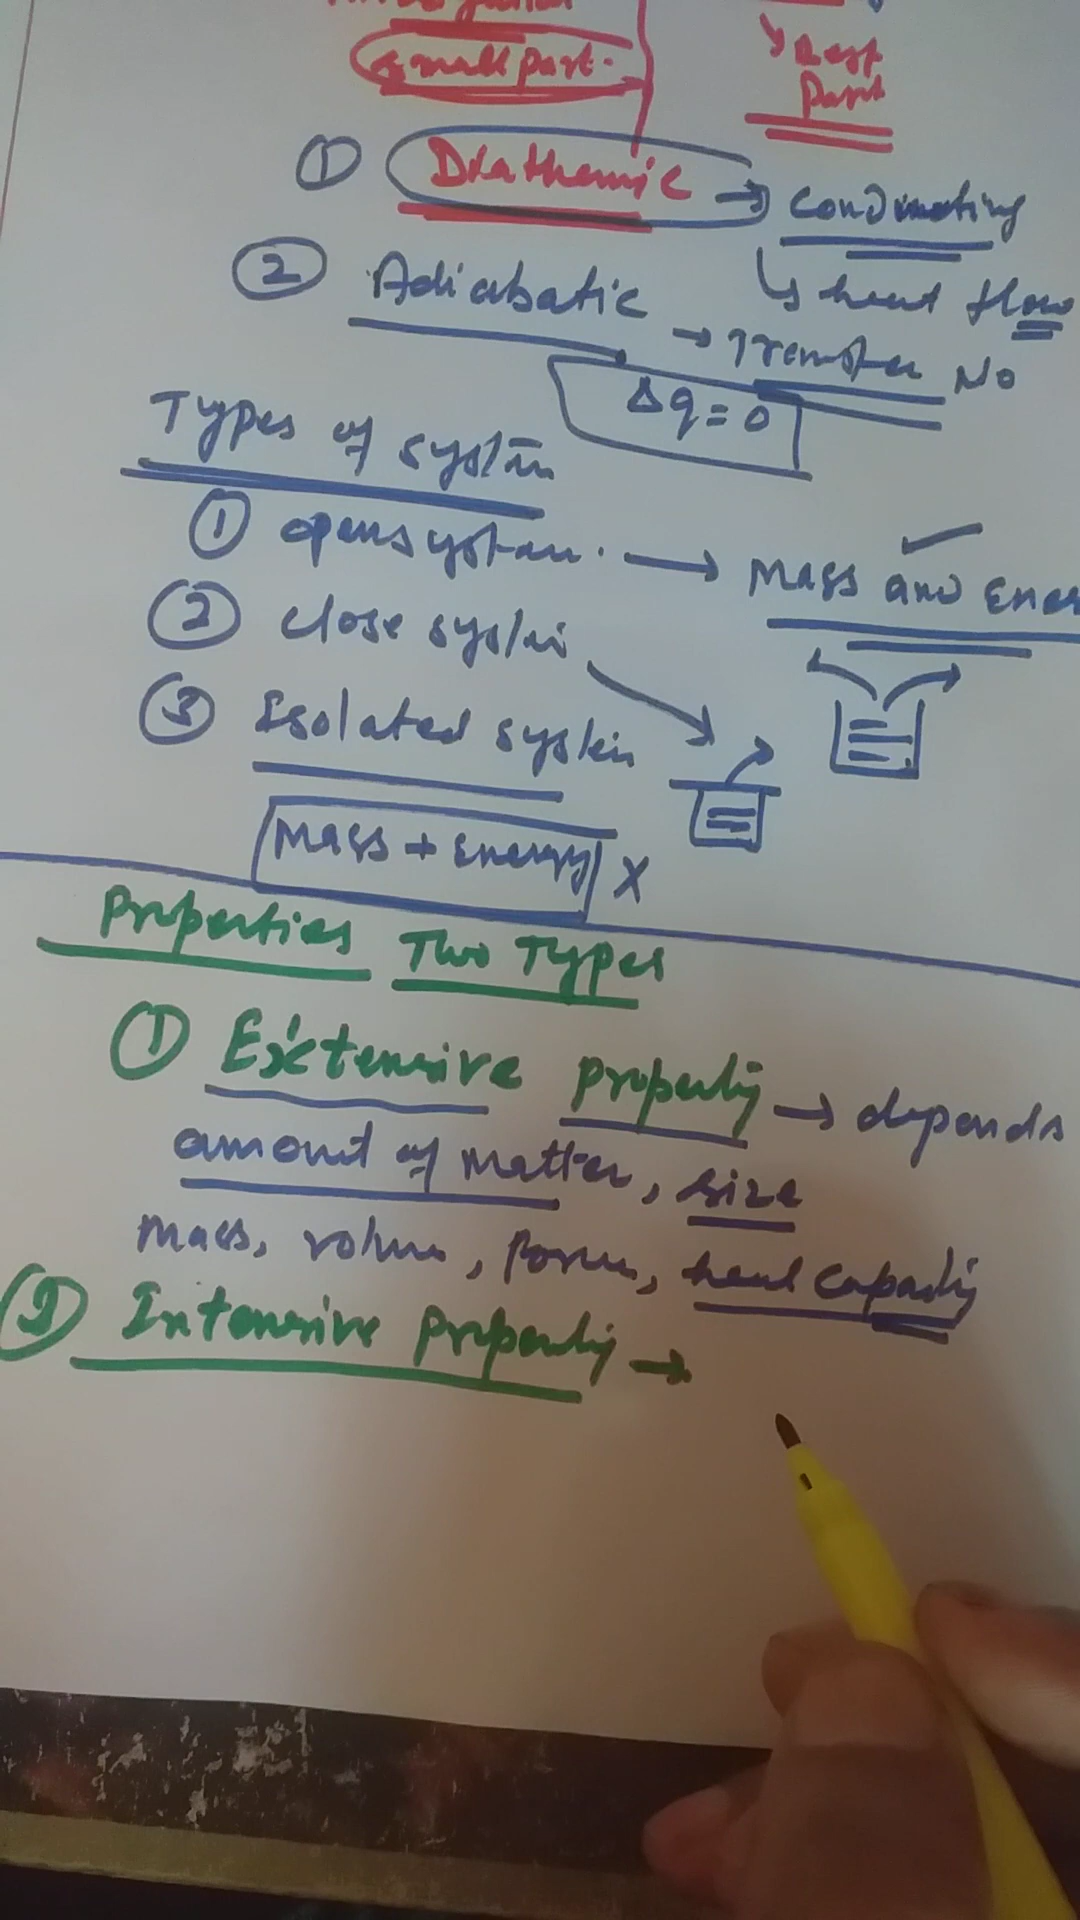 small part.
Rest
Part
① Diathemic → conducting
↳ heat flow
② Adiabatic → Transfer No
Δq = 0
Types of system
① open system. → Mass and Ener
② close system
③ Isolated system
Mass + Energy X
Properties Two Types
① Extensive property → depends
amount of matter, size
mass, volume, , heat capacity
② Intensive property →